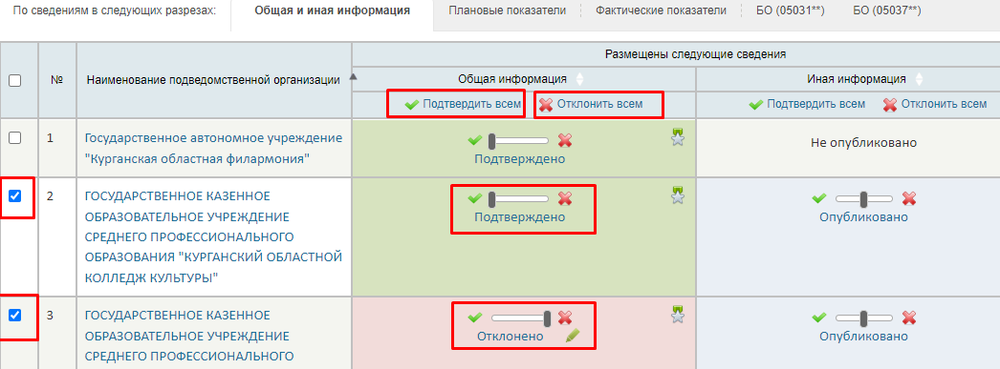 По сведениям в следующих разрезах:
Общая и иная информация
Плановые показатели
Фактические показатели
БО (05031**)
БО (05037**)
№
Наименование подведомственной организации
Размещены следующие сведения
Общая информация
Иная информация
Подтвердить всем
Отклонить всем
Подтвердить всем
Отклонить всем
1
Государственное автономное учреждение
"Курганская областная филармония"
Подтверждено
Не опубликовано
2
ГОСУДАРСТВЕННОЕ КАЗЕННОЕ
ОБРАЗОВАТЕЛЬНОЕ УЧРЕЖДЕНИЕ
СРЕДНЕГО ПРОФЕССИОНАЛЬНОГО
ОБРАЗОВАНИЯ "КУРГАНСКИЙ ОБЛАСТНОЙ
КОЛЛЕДЖ КУЛЬТУРЫ"
Подтверждено
Опубликовано
3
ГОСУДАРСТВЕННОЕ КАЗЕННОЕ
ОБРАЗОВАТЕЛЬНОЕ УЧРЕЖДЕНИЕ
СРЕДНЕГО ПРОФЕССИОНАЛЬНОГО
Отклонено
Опубликовано